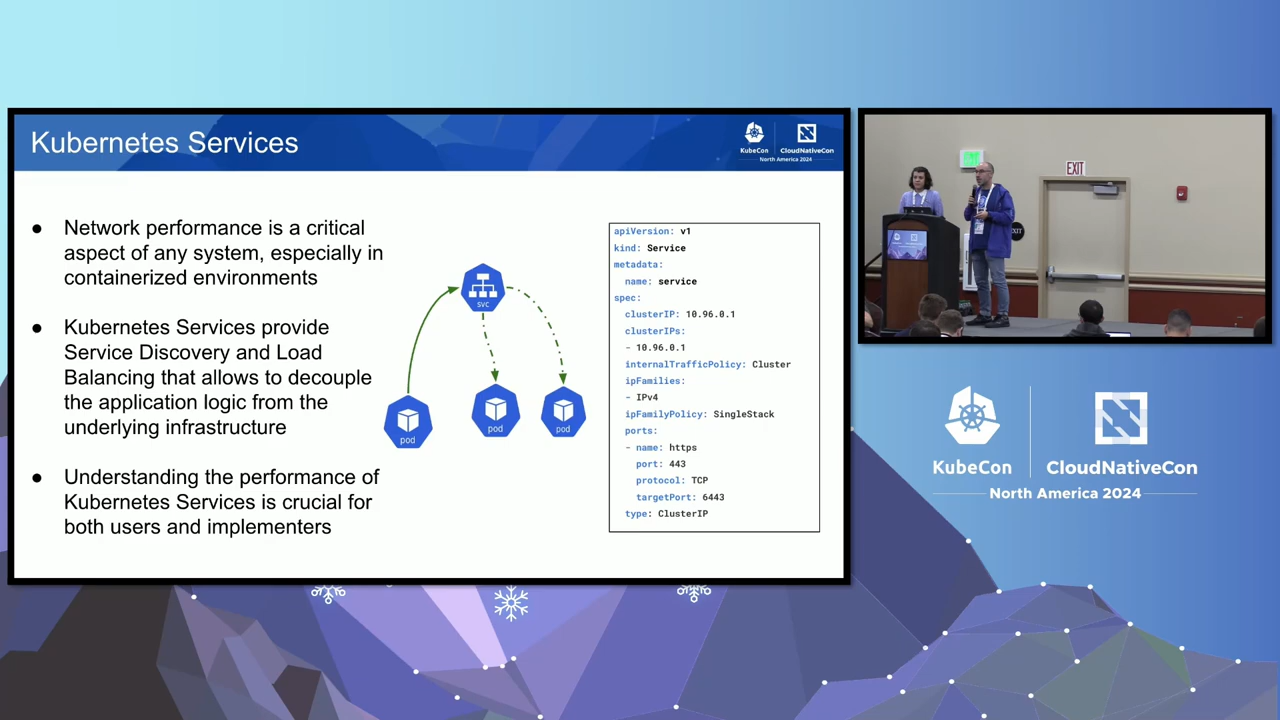 Kubernetes Services
KubeCon
CloudNativeCon
North America 2024
● Network performance is a critical
aspect of any system, especially in
containerized environments
● Kubernetes Services provide
Service Discovery and Load
Balancing that allows to decouple
the application logic from the
underlying infrastructure
● Understanding the performance of
Kubernetes Services is crucial for
both users and implementers
svc
pod
pod
pod
apiVersion: v1
kind: Service
metadata:
name: service
spec:
clusterIP: 10.96.0.1
clusterIPs:
- 10.96.0.1
internalTrafficPolicy: Cluster
ipFamilies:
- IPv4
ipFamilyPolicy: SingleStack
ports:
- name: https
port: 443
protocol: TCP
targetPort: 6443
type: ClusterIP
EXIT
EXIT
KubeCon
CloudNativeCon
North America 2024